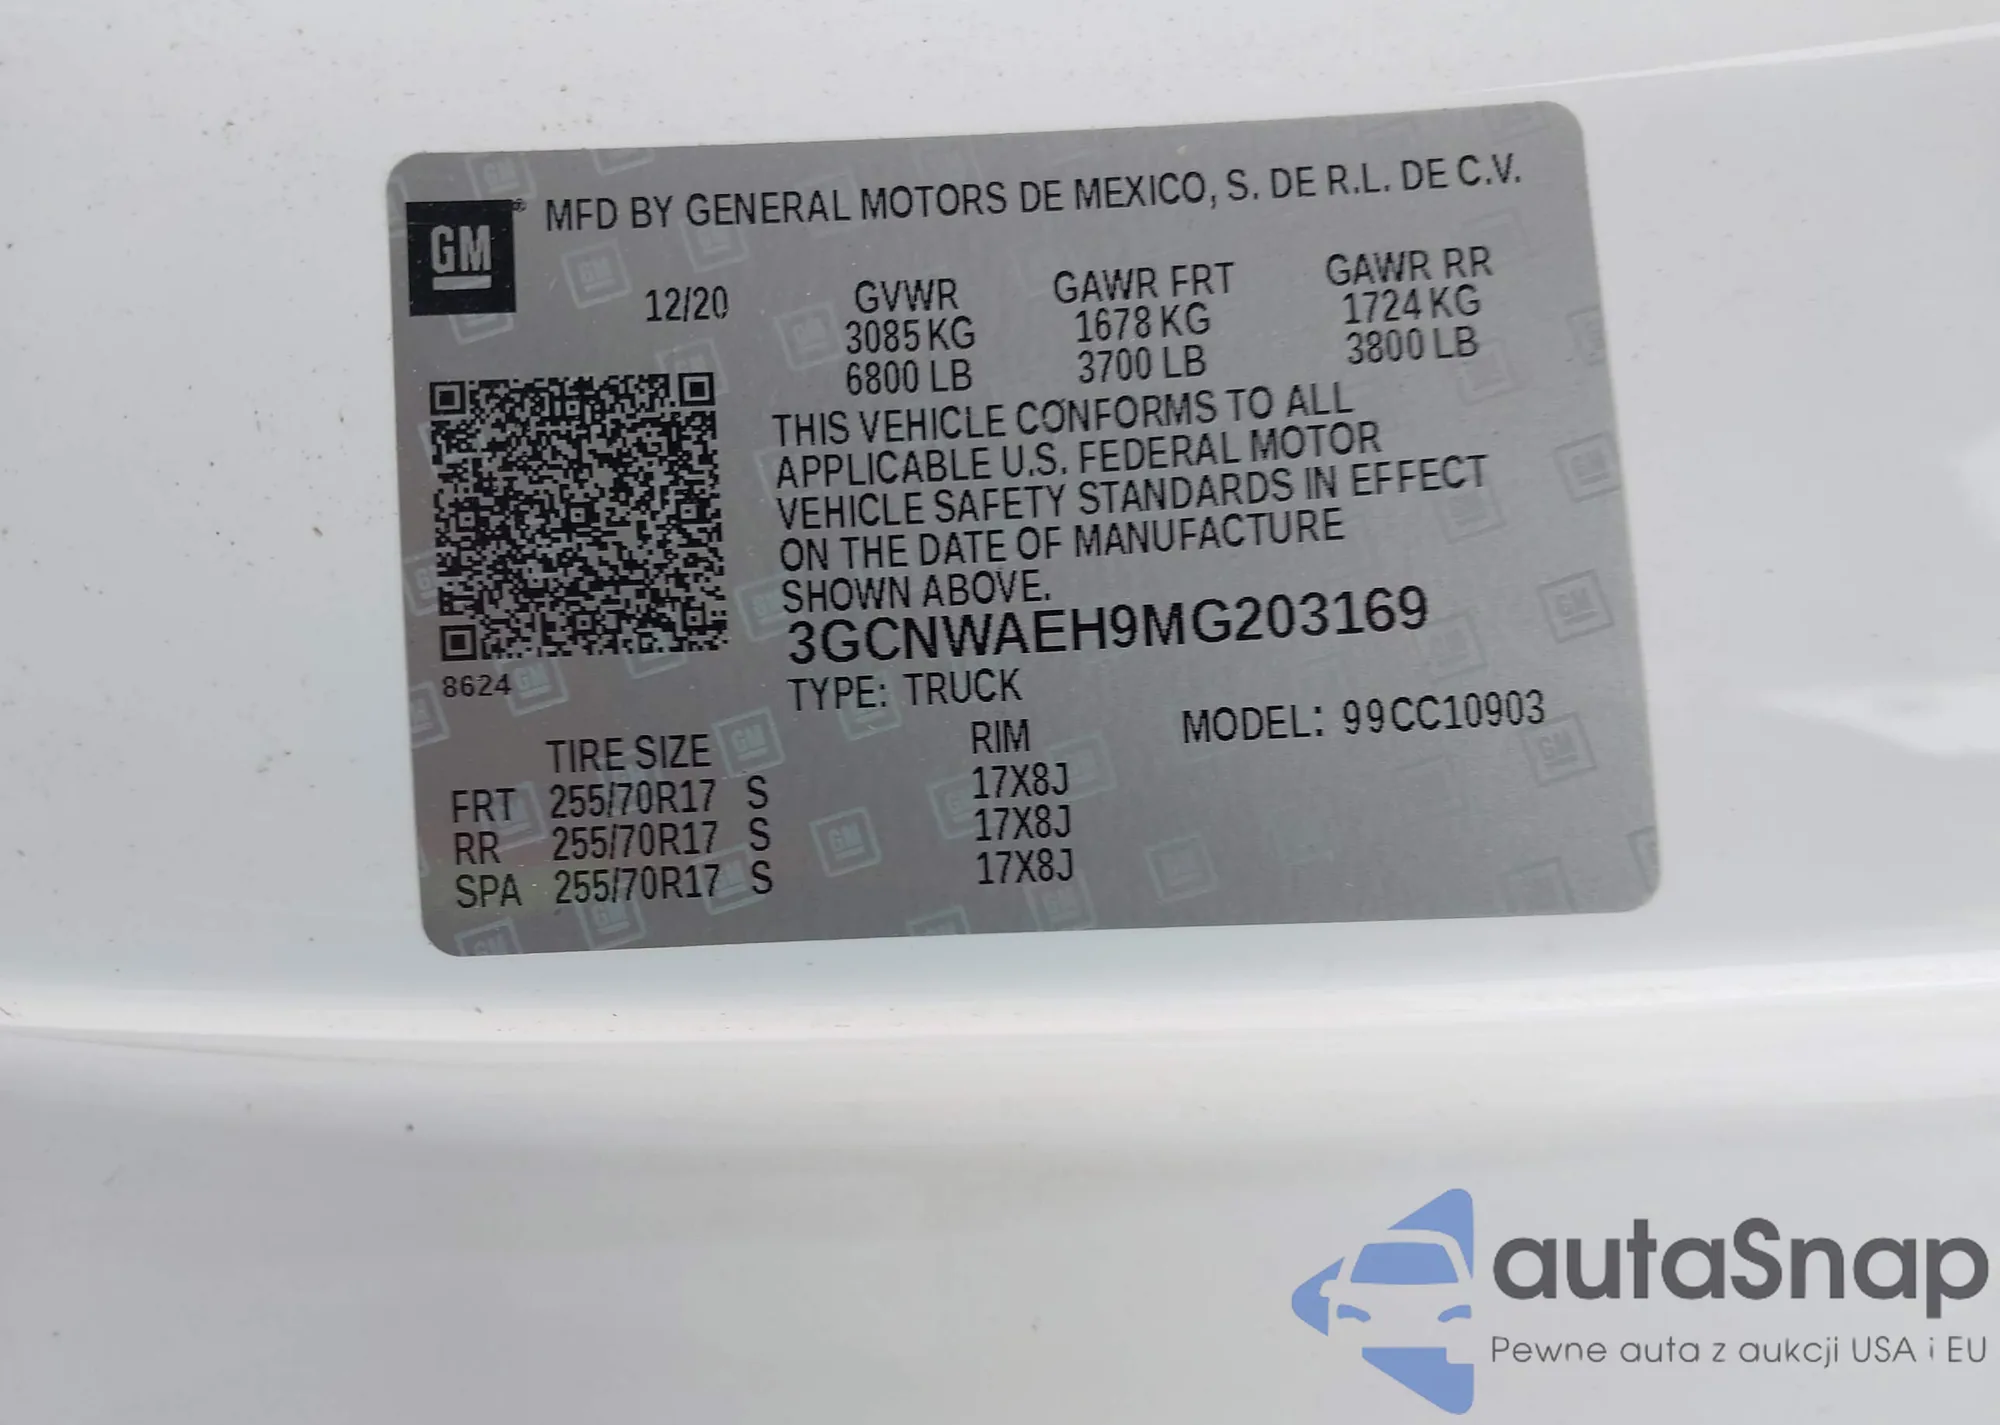 GM ® MFD BY GENERAL MOTORS DE MEXICO, S. DE R.L. DE C.V.
12/20 GVWR GAWR FRT GAWR RR
3085 KG 1678 KG 1724 KG
6800 LB 3700 LB 3800 LB
THIS VEHICLE CONFORMS TO ALL
APPLICABLE U.S. FEDERAL MOTOR
VEHICLE SAFETY STANDARDS IN EFFECT
ON THE DATE OF MANUFACTURE
SHOWN ABOVE.
3GCNWAEH9MG203169
8624
TYPE: TRUCK
MODEL: 99CC10903
TIRE SIZE RIM
FRT 255/70R17 S 17X8J
RR 255/70R17 S 17X8J
SPA 255/70R17 S 17X8J
autaSnap
Pewne auta z aukcji USA i EU